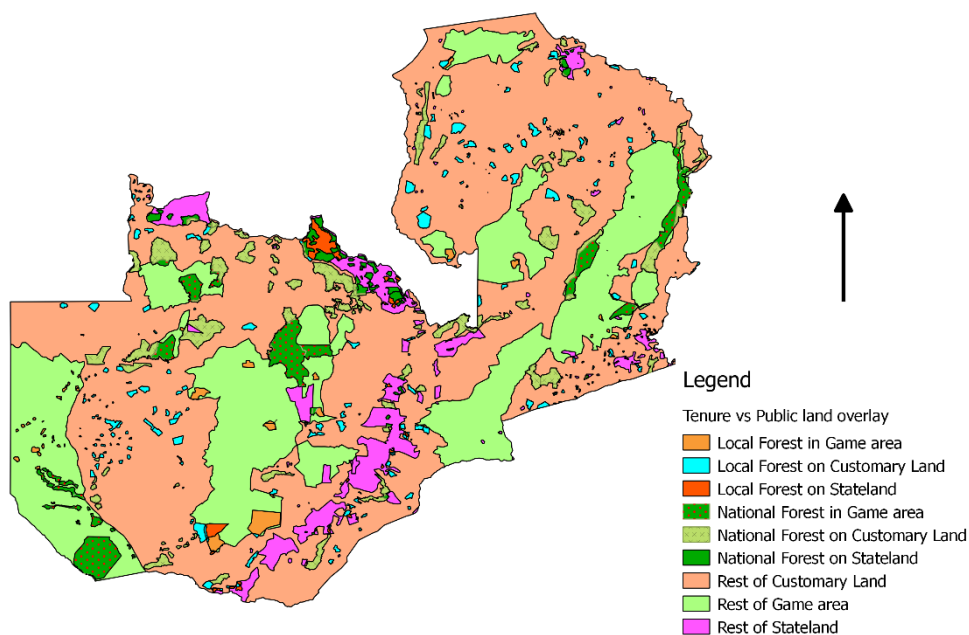 Legend
Tenure vs Public land overlay
Local Forest in Game area
Local Forest on Customary Land
Local Forest on Stateland
National Forest in Game area
National Forest on Customary Land
National Forest on Stateland
Rest of Customary Land
Rest of Game area
Rest of Stateland